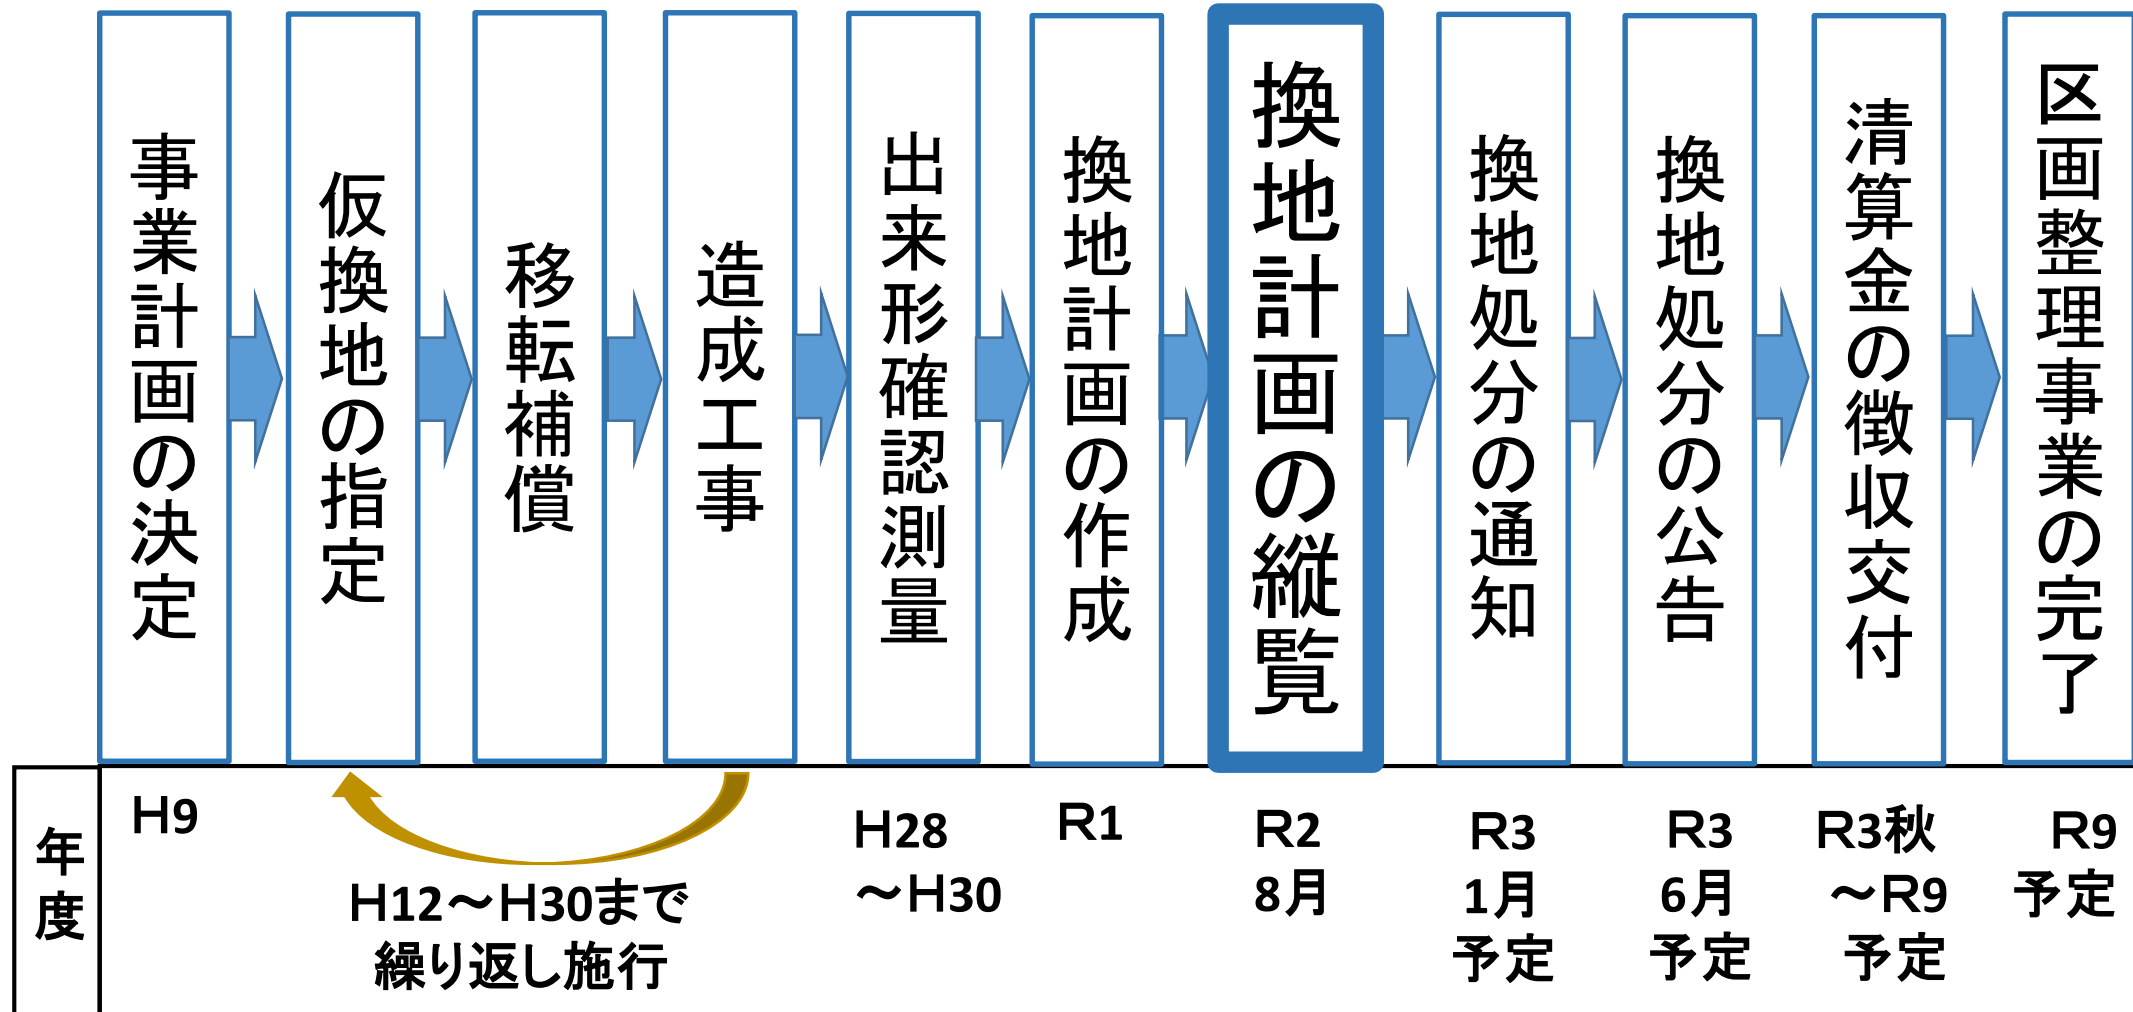 事業計画の決定
仮換地の指定
移転補償
造成工事
出来形確認測量
換地計画の作成
換地計画の縦覧
換地処分の通知
換地処分の公告
清算金の徴収交付
区画整理事業の完了
年度
H9
H12～H30まで
繰り返し施行
H28
～H30
R1
R2
8月
R3
1月
予定
R3
6月
予定
R3秋
～R9
予定
R9
予定